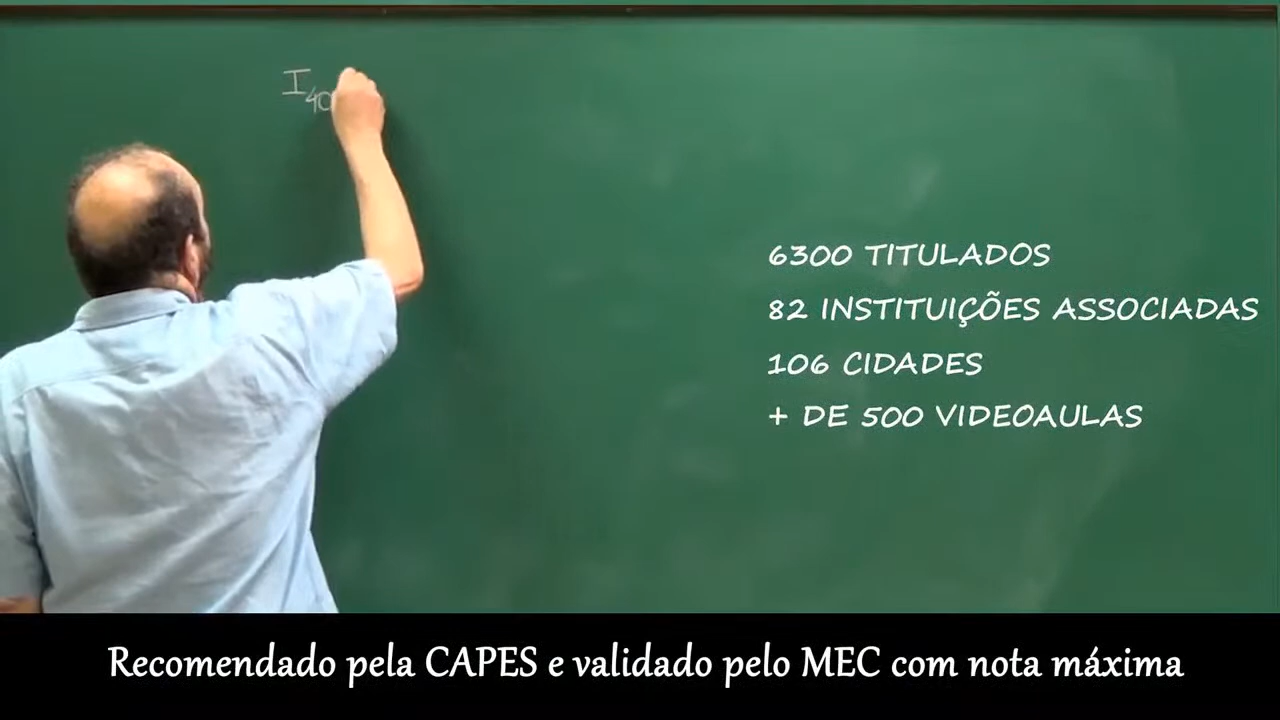 I40
6300 TITULADOS
82 INSTITUIÇÕES ASSOCIADAS
106 CIDADES
+ DE 500 VIDEOAULAS
Recomendado pela CAPES e validado pelo MEC com nota máxima